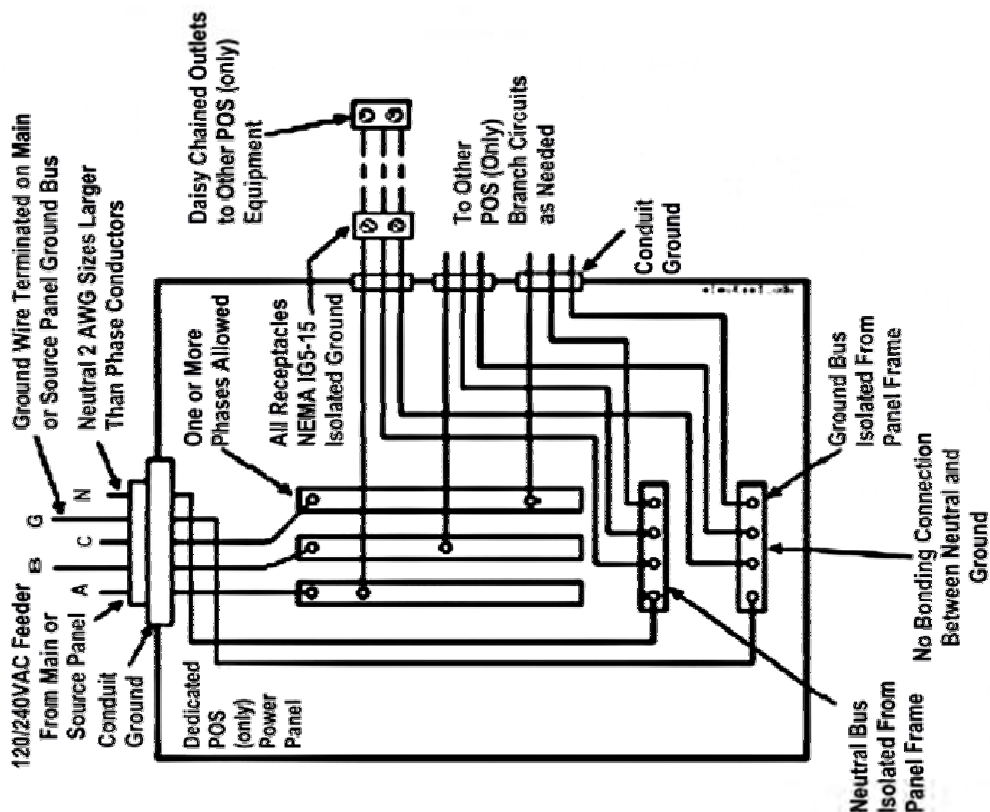 Ground Wire Terminated on Main
or Source Panel Ground Bus
Neutral 2 AWG Sizes Larger
Than Phase Conductors
120/240VAC Feeder
From Main or
Source Panel
A
B
C
G
N
Conduit
Ground
Daisy Chained Outlets
to Other POS (only)
Equipment
One or More
Phases Allowed
All Receptacles
NEMA IG5-15
Isolated Ground
To Other
POS (Only)
Branch Circuits
as Needed
Conduit
Ground
Dedicated
POS
(only)
Power
Panel
Ground Bus
Isolated From
Panel Frame
No Bonding Connection
Between Neutral and
Ground
Neutral Bus
Isolated From
Panel Frame